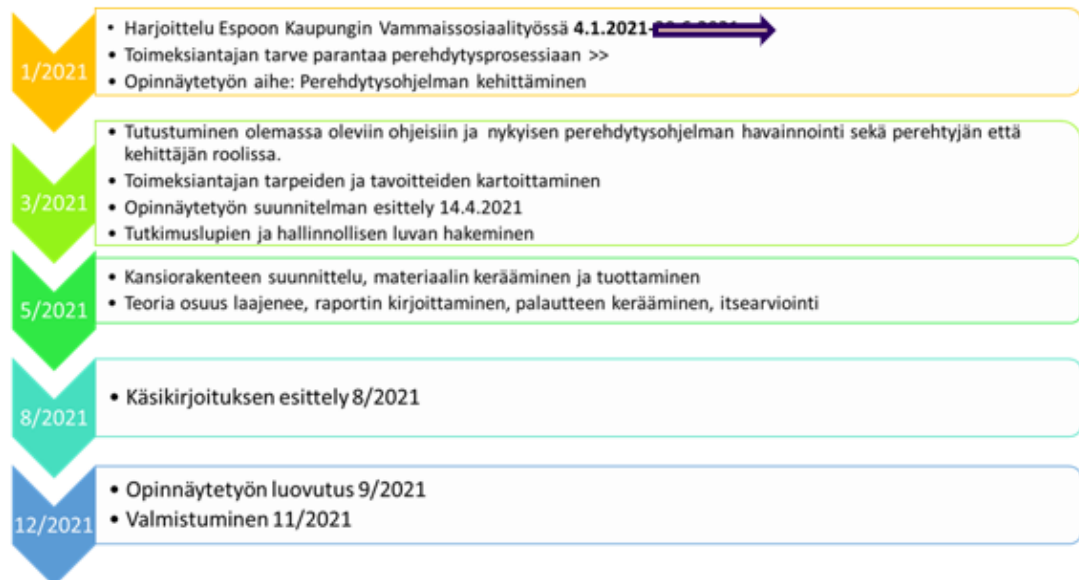 1/2021
• Harjoittelu Espoon Kaupungin Vammaissosiaalityössä 4.1.2021-
• Toimeksiantajan tarve parantaa perehdytysprosessiaan >>
• Opinnäytetyön aihe: Perehdytysohjelman kehittäminen
3/2021
• Tutustuminen olemassa oleviin ohjeisiin ja nykyisen perehdytysohjelman havainnointi sekä perehtyjän että
kehittäjän roolissa.
• Toimeksiantajan tarpeiden ja tavoitteiden kartoittaminen
• Opinnäytetyön suunnitelman esittely 14.4.2021
• Tutkimuslupien ja hallinnollisen luvan hakeminen
5/2021
• Kansiorakenteen suunnittelu, materiaalin kerääminen ja tuottaminen
• Teoria osuus laajenee, raportin kirjoittaminen, palautteen kerääminen, itsearviointi
8/2021
• Käsikirjoituksen esittely 8/2021
12/2021
• Opinnäytetyön luovutus 9/2021
• Valmistuminen 11/2021